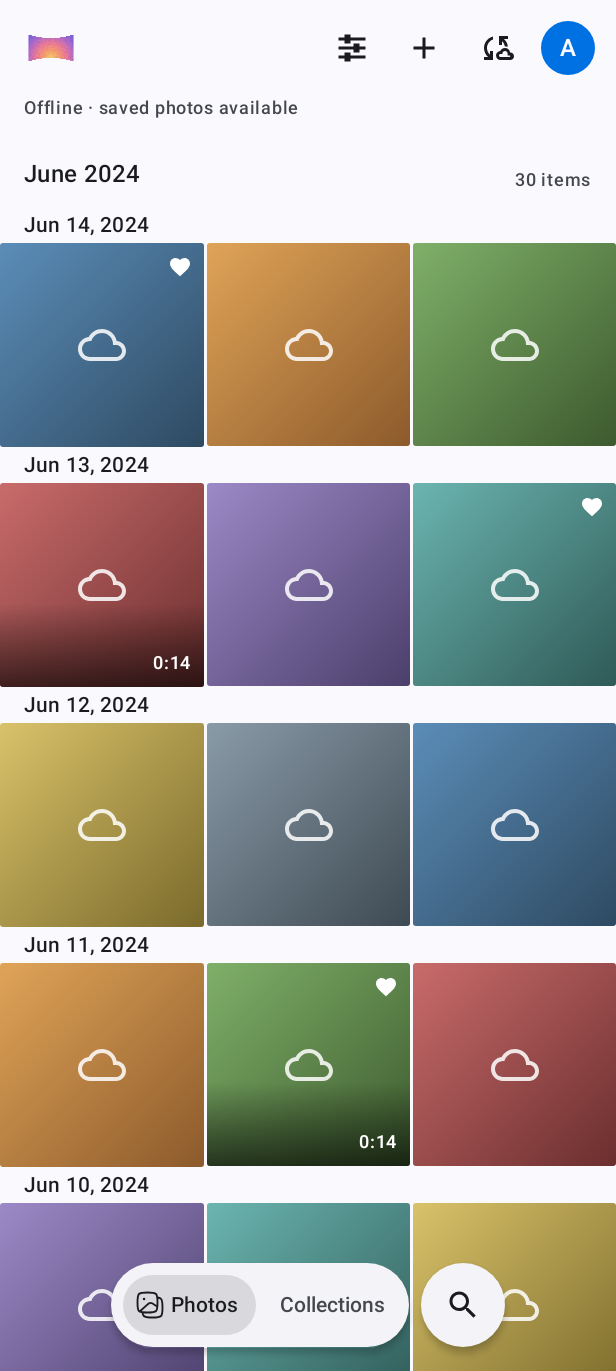 A
Offline · saved photos available
June 2024
30 items
Jun 14, 2024
Jun 13, 2024
0:14
Jun 12, 2024
Jun 11, 2024
0:14
Jun 10, 2024
Photos
Collections